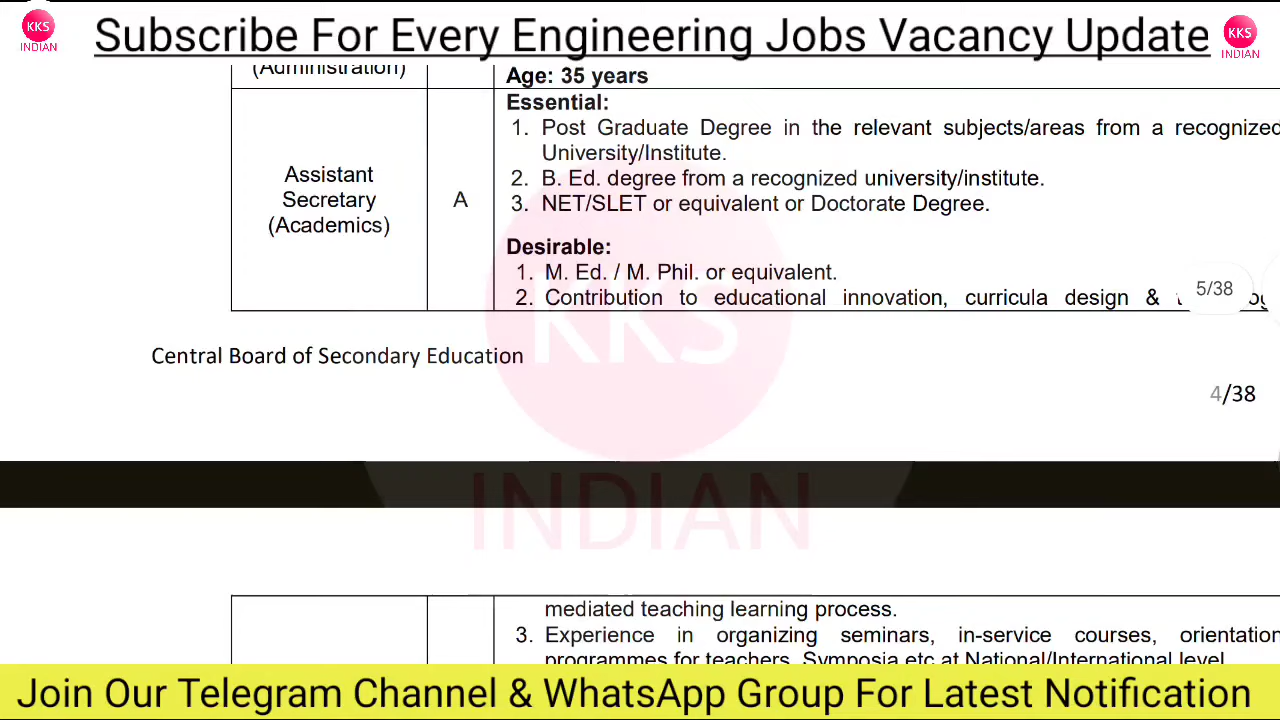 KKS
INDIAN
Subscribe For Every Engineering Jobs Vacancy Update
KKS
INDIAN
(Administration)
Age: 35 years
Assistant
Secretary
(Academics)
A
Essential:
1. Post Graduate Degree in the relevant subjects/areas from a recognized
University/Institute.
2. B. Ed. degree from a recognized university/institute.
3. NET/SLET or equivalent or Doctorate Degree.
Desirable:
1. M. Ed. / M. Phil. or equivalent.
2. Contribution to educational innovation, curricula design &
5/38
Central Board of Secondary Education
4/38
KKS
INDIAN
mediated teaching learning process.
3. Experience in organizing seminars, in-service courses, orientation
programmes for teachers, Symposia etc at National/International level
Join Our Telegram Channel & WhatsApp Group For Latest Notification